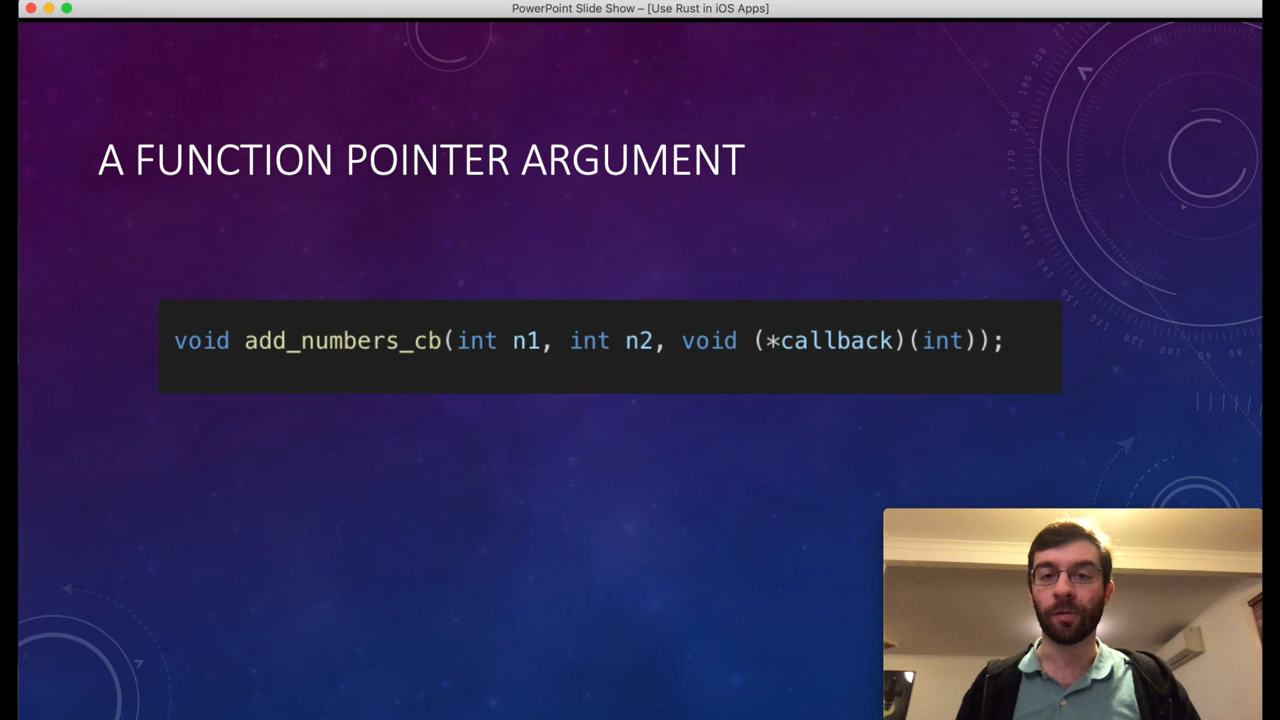 PowerPoint Slide Show – [Use Rust in iOS Apps]
A FUNCTION POINTER ARGUMENT
void add_numbers_cb(int n1, int n2, void (*callback)(int));